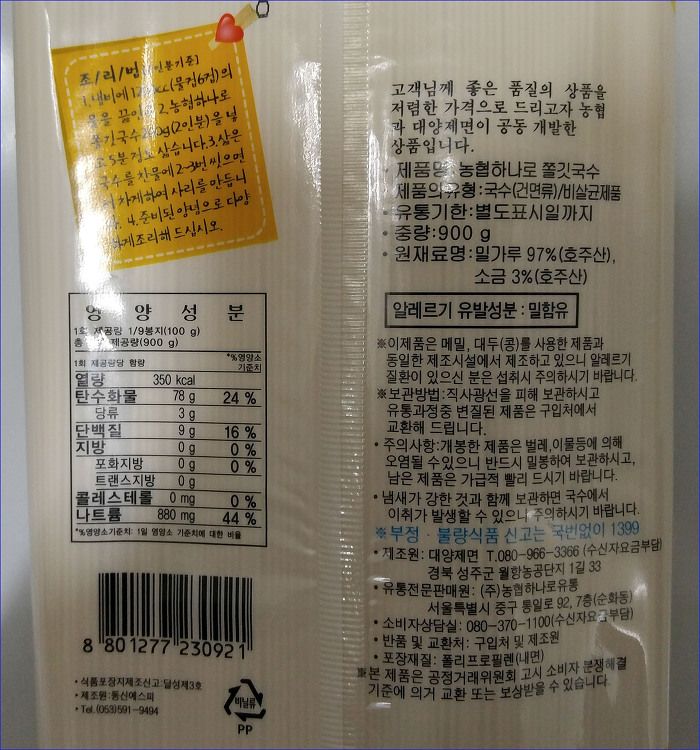 조/리/법[2인분기준]
1.냄비에 12 cc(물컵6컵)의
물을 끓 2.농협하나로
쫄깃국수2 0g(2인분)을 넣
고 5분 정도 삶습니다.3.삶은
국수를 찬물에 2~3번 씻으면
차게하여 사리를 만듭니
4.준비된 양념으로 다양
하게 조리해 드십시오.
영 양 성 분
1회 제공량 1/9봉지(100 g)
총 제공량(900 g)
1회 제공량당 함량 *%영양소 기준치
열량 350 kcal
탄수화물 78 g 24 %
당류 3 g
단백질 9 g 16 %
지방 0 g 0 %
포화지방 0 g 0 %
트랜스지방 0 g
콜레스테롤 0 mg 0 %
나트륨 880 mg 44 %
*%영양소기준치: 1일 영양소 기준치에 대한 비율
8 801277 230921
• 식품포장지제조신고:달성제3호
• 제조원:통신에스피
• Tel.(053)591-9494
비닐류
PP
고객님께 좋은 품질의 상품을
저렴한 가격으로 드리고자 농협
과 대양제면이 공동 개발한
상품입니다.
• 제품명:농협하나로 쫄깃국수
• 제품의유형:국수(건면류)/비살균제품
• 유통기한:별도표시일까지
• 중량:900 g
• 원재료명:밀가루 97%(호주산),
소금 3%(호주산)
알레르기 유발성분 : 밀함유
※이제품은 메밀, 대두(콩)를 사용한 제품과
동일한 제조시설에서 제조하고 있으니 알레르기
질환이 있으신 분은 섭취시 주의하시기 바랍니다.
※보관방법:직사광선을 피해 보관하시고
유통과정중 변질된 제품은 구입처에서
교환해 드립니다.
• 주의사항:개봉한 제품은 벌레,이물등에 의해
오염될 수있으니 반드시 밀봉하여 보관하시고,
남은 제품은 가급적 빨리 드시기 바랍니다.
• 냄새가 강한 것과 함께 보관하면 국수에서
이취가 발생할 수 있으니 주의하시기 바랍니다.
※부정 · 불량식품 신고는 국번없이 1399
• 제조원: 대양제면 T.080-966-3366 (수신자요금부담)
경북 성주군 월항농공단지 1길 33
• 유통전문판매원: (주)농협하나로유통
서울특별시 중구 통일로 92, 7층(순화동)
• 소비자상담실: 080-370-1100(수신자요금부담)
• 반품 및 교환처: 구입처 및 제조원
• 포장재질: 폴리프로필렌(내면)
※본 제품은 공정거래위원회 고시 소비자 분쟁해결
기준에 의거 교환 또는 보상받을 수 있습니다.